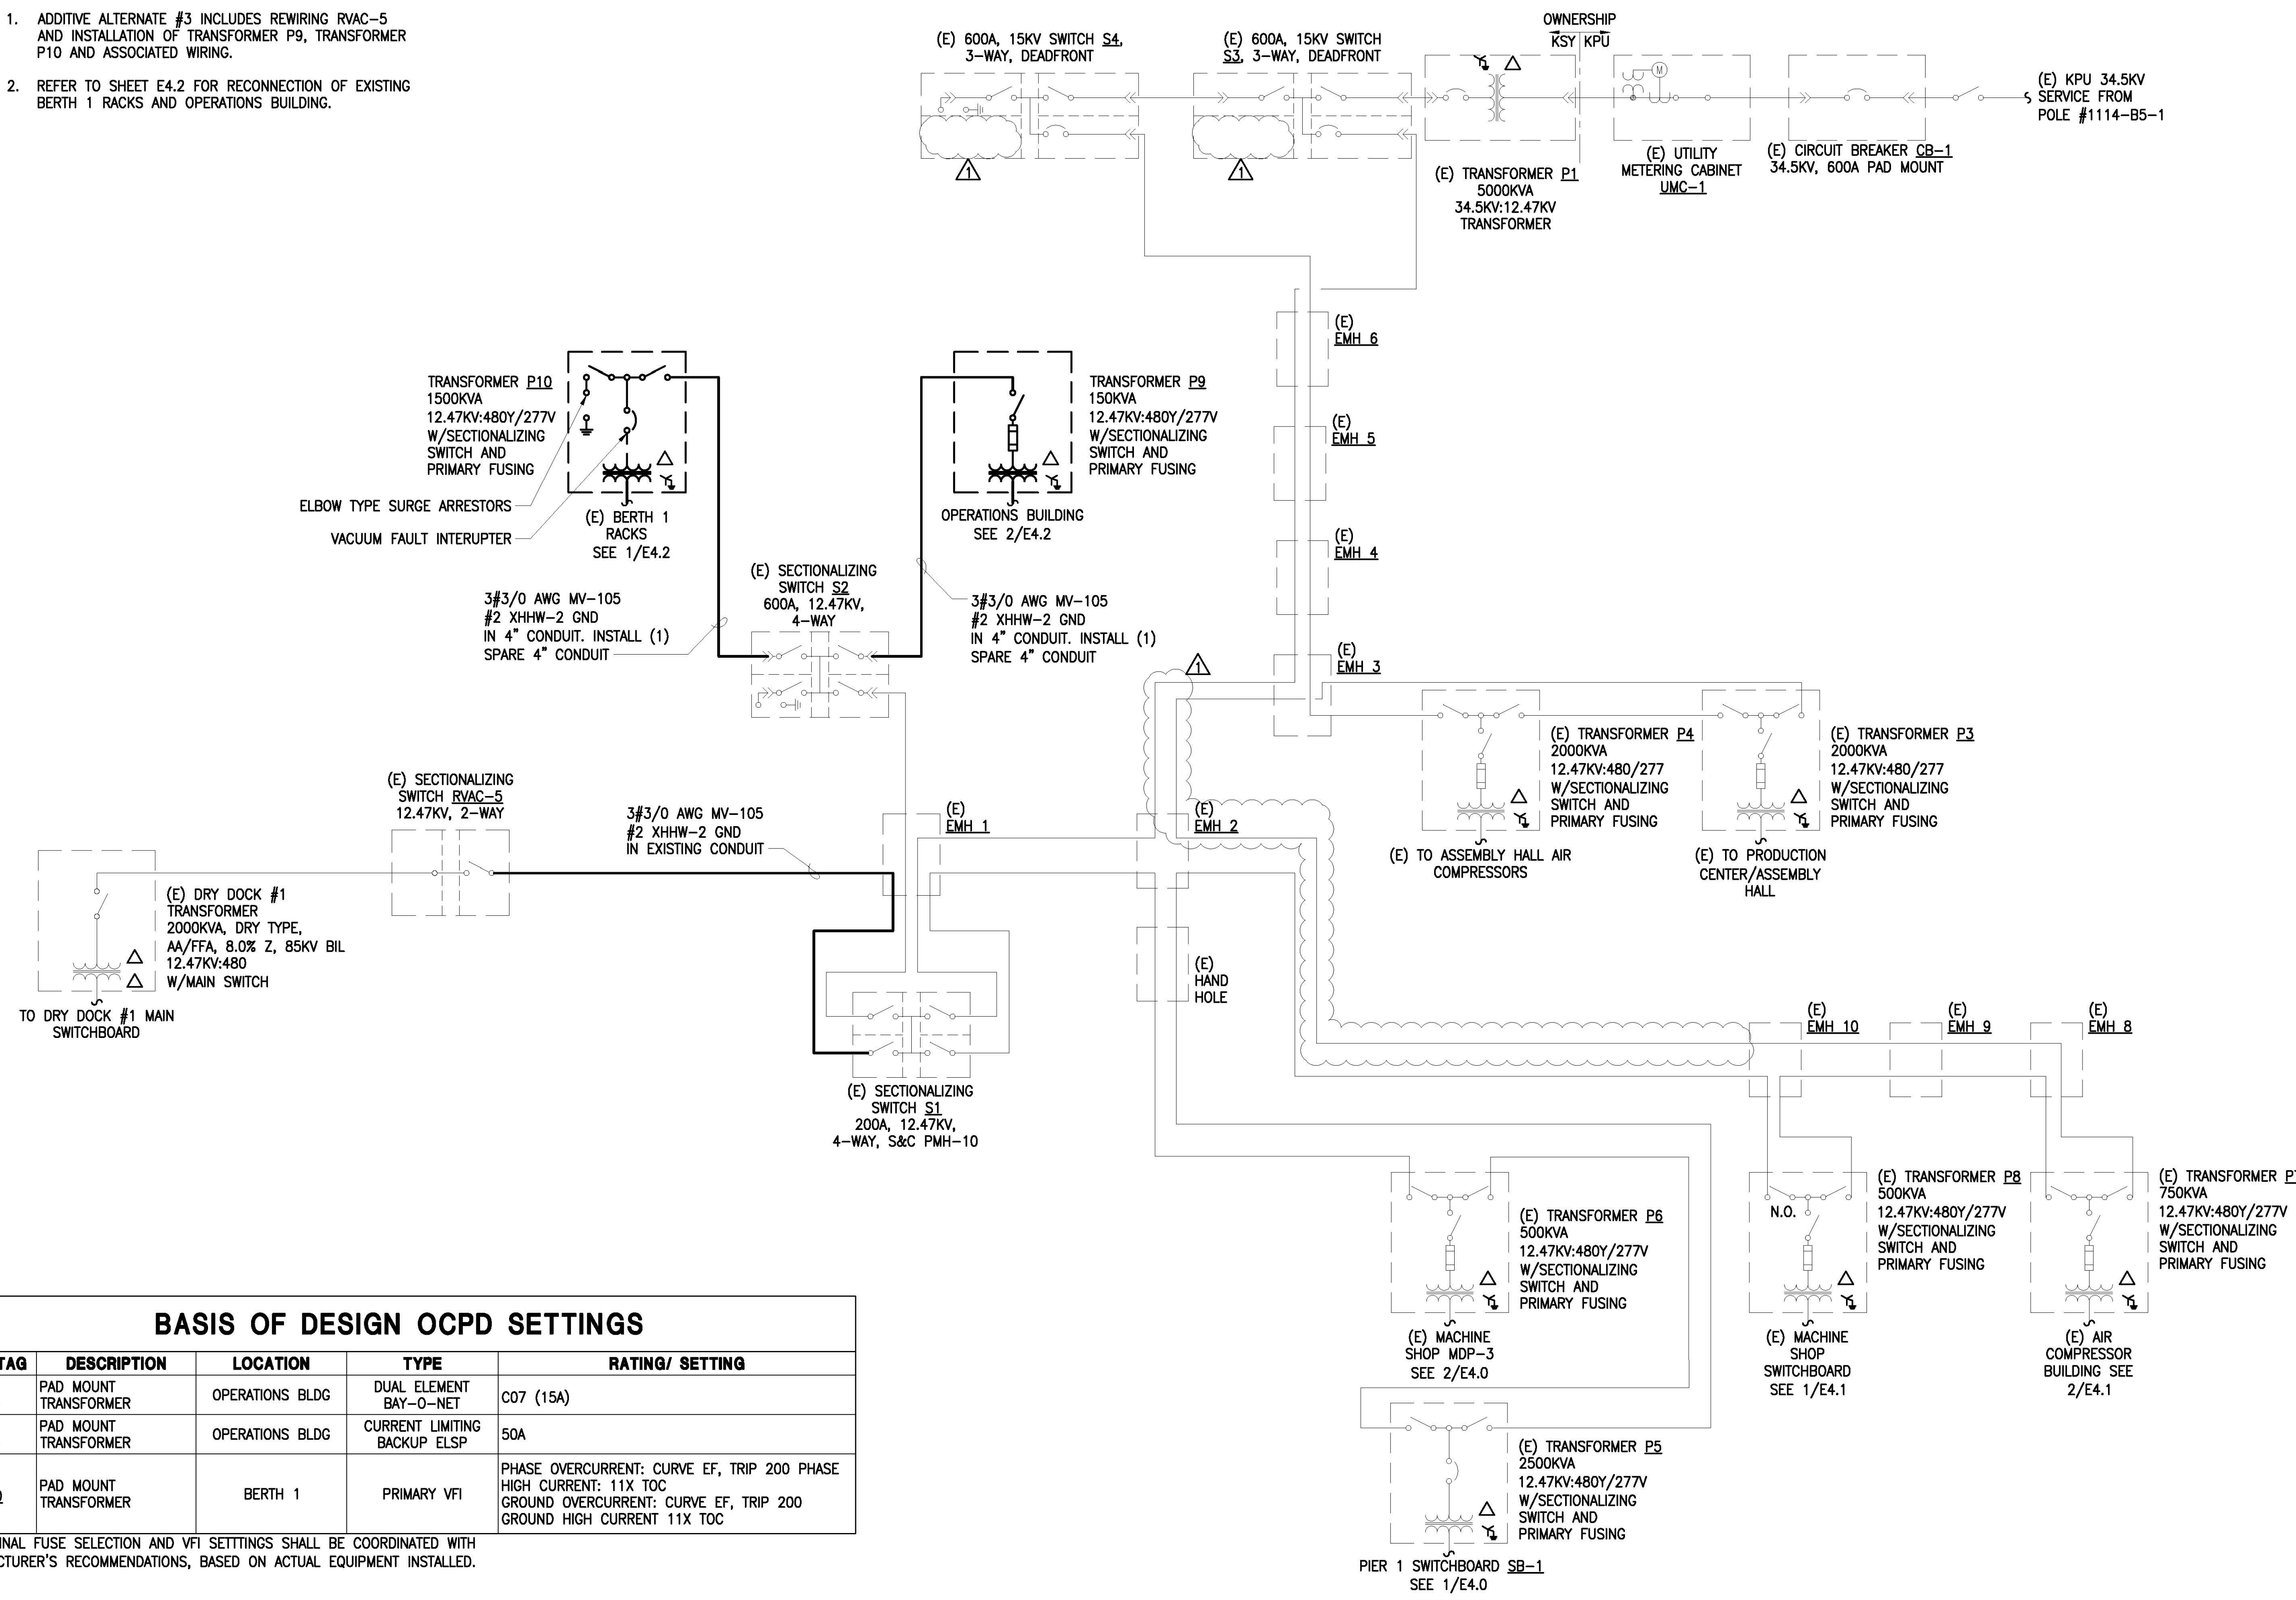 1. ADDITIVE ALTERNATE #3 INCLUDES REWIRING RVAC-5
AND INSTALLATION OF TRANSFORMER P9, TRANSFORMER
P10 AND ASSOCIATED WIRING.
2. REFER TO SHEET E4.2 FOR RECONNECTION OF EXISTING
BERTH 1 RACKS AND OPERATIONS BUILDING.
(E) 600A, 15KV SWITCH S4,
3-WAY, DEADFRONT
1
(E) 600A, 15KV SWITCH
S3, 3-WAY, DEADFRONT
1
OWNERSHIP
KSY KPU
(E) TRANSFORMER P1
5000KVA
34.5KV:12.47KV
TRANSFORMER
M
(E) UTILITY
METERING CABINET
UMC-1
(E) CIRCUIT BREAKER CB-1
34.5KV, 600A PAD MOUNT
(E) KPU 34.5KV
SERVICE FROM
POLE #1114-B5-1
(E)
EMH 6
(E)
EMH 5
(E)
EMH 4
(E)
EMH 3
TRANSFORMER P10
1500KVA
12.47KV:480Y/277V
W/SECTIONALIZING
SWITCH AND
PRIMARY FUSING
ELBOW TYPE SURGE ARRESTORS
VACUUM FAULT INTERUPTER
(E) BERTH 1
RACKS
SEE 1/E4.2
TRANSFORMER P9
150KVA
12.47KV:480Y/277V
W/SECTIONALIZING
SWITCH AND
PRIMARY FUSING
OPERATIONS BUILDING
SEE 2/E4.2
(E) SECTIONALIZING
SWITCH S2
600A, 12.47KV,
4-WAY
3#3/0 AWG MV-105
#2 XHHW-2 GND
IN 4" CONDUIT. INSTALL (1)
SPARE 4" CONDUIT
3#3/0 AWG MV-105
#2 XHHW-2 GND
IN 4" CONDUIT. INSTALL (1)
SPARE 4" CONDUIT
1
(E) TRANSFORMER P4
2000KVA
12.47KV:480/277
W/SECTIONALIZING
SWITCH AND
PRIMARY FUSING
(E) TO ASSEMBLY HALL AIR
COMPRESSORS
(E) TRANSFORMER P3
2000KVA
12.47KV:480/277
W/SECTIONALIZING
SWITCH AND
PRIMARY FUSING
(E) TO PRODUCTION
CENTER/ASSEMBLY
HALL
(E) SECTIONALIZING
SWITCH RVAC-5
12.47KV, 2-WAY
3#3/0 AWG MV-105
#2 XHHW-2 GND
IN EXISTING CONDUIT
(E)
EMH 1
(E)
EMH 2
(E) DRY DOCK #1
TRANSFORMER
2000KVA, DRY TYPE,
AA/FFA, 8.0% Z, 85KV BIL
12.47KV:480
W/MAIN SWITCH
TO DRY DOCK #1 MAIN
SWITCHBOARD
(E)
HAND
HOLE
(E) SECTIONALIZING
SWITCH S1
200A, 12.47KV,
4-WAY, S&C PMH-10
(E)
EMH 10
(E)
EMH 9
(E)
EMH 8
(E) TRANSFORMER P6
500KVA
12.47KV:480Y/277V
W/SECTIONALIZING
SWITCH AND
PRIMARY FUSING
(E) MACHINE
SHOP MDP-3
SEE 2/E4.0
N.O.
(E) TRANSFORMER P8
500KVA
12.47KV:480Y/277V
W/SECTIONALIZING
SWITCH AND
PRIMARY FUSING
(E) MACHINE
SHOP
SWITCHBOARD
SEE 1/E4.1
(E) TRANSFORMER
750KVA
12.47KV:480Y/277V
W/SECTIONALIZING
SWITCH AND
PRIMARY FUSING
(E) AIR
COMPRESSOR
BUILDING SEE
2/E4.1
(E) TRANSFORMER P5
2500KVA
12.47KV:480Y/277V
W/SECTIONALIZING
SWITCH AND
PRIMARY FUSING
PIER 1 SWITCHBOARD SB-1
SEE 1/E4.0
BASIS OF DESIGN OCPD SETTINGS
TAG DESCRIPTION LOCATION TYPE RATING/ SETTING
PAD MOUNT
TRANSFORMER
OPERATIONS BLDG
DUAL ELEMENT
BAY-O-NET
C07 (15A)
PAD MOUNT
TRANSFORMER
OPERATIONS BLDG
CURRENT LIMITING
BACKUP ELSP
50A
PAD MOUNT
TRANSFORMER
BERTH 1
PRIMARY VFI
PHASE OVERCURRENT: CURVE EF, TRIP 200 PHASE
HIGH CURRENT: 11X TOC
GROUND OVERCURRENT: CURVE EF, TRIP 200
GROUND HIGH CURRENT 11X TOC
FUSE SELECTION AND VFI SETTTINGS SHALL BE COORDINATED WITH
RECOMMENDATIONS, BASED ON ACTUAL EQUIPMENT INSTALLED.